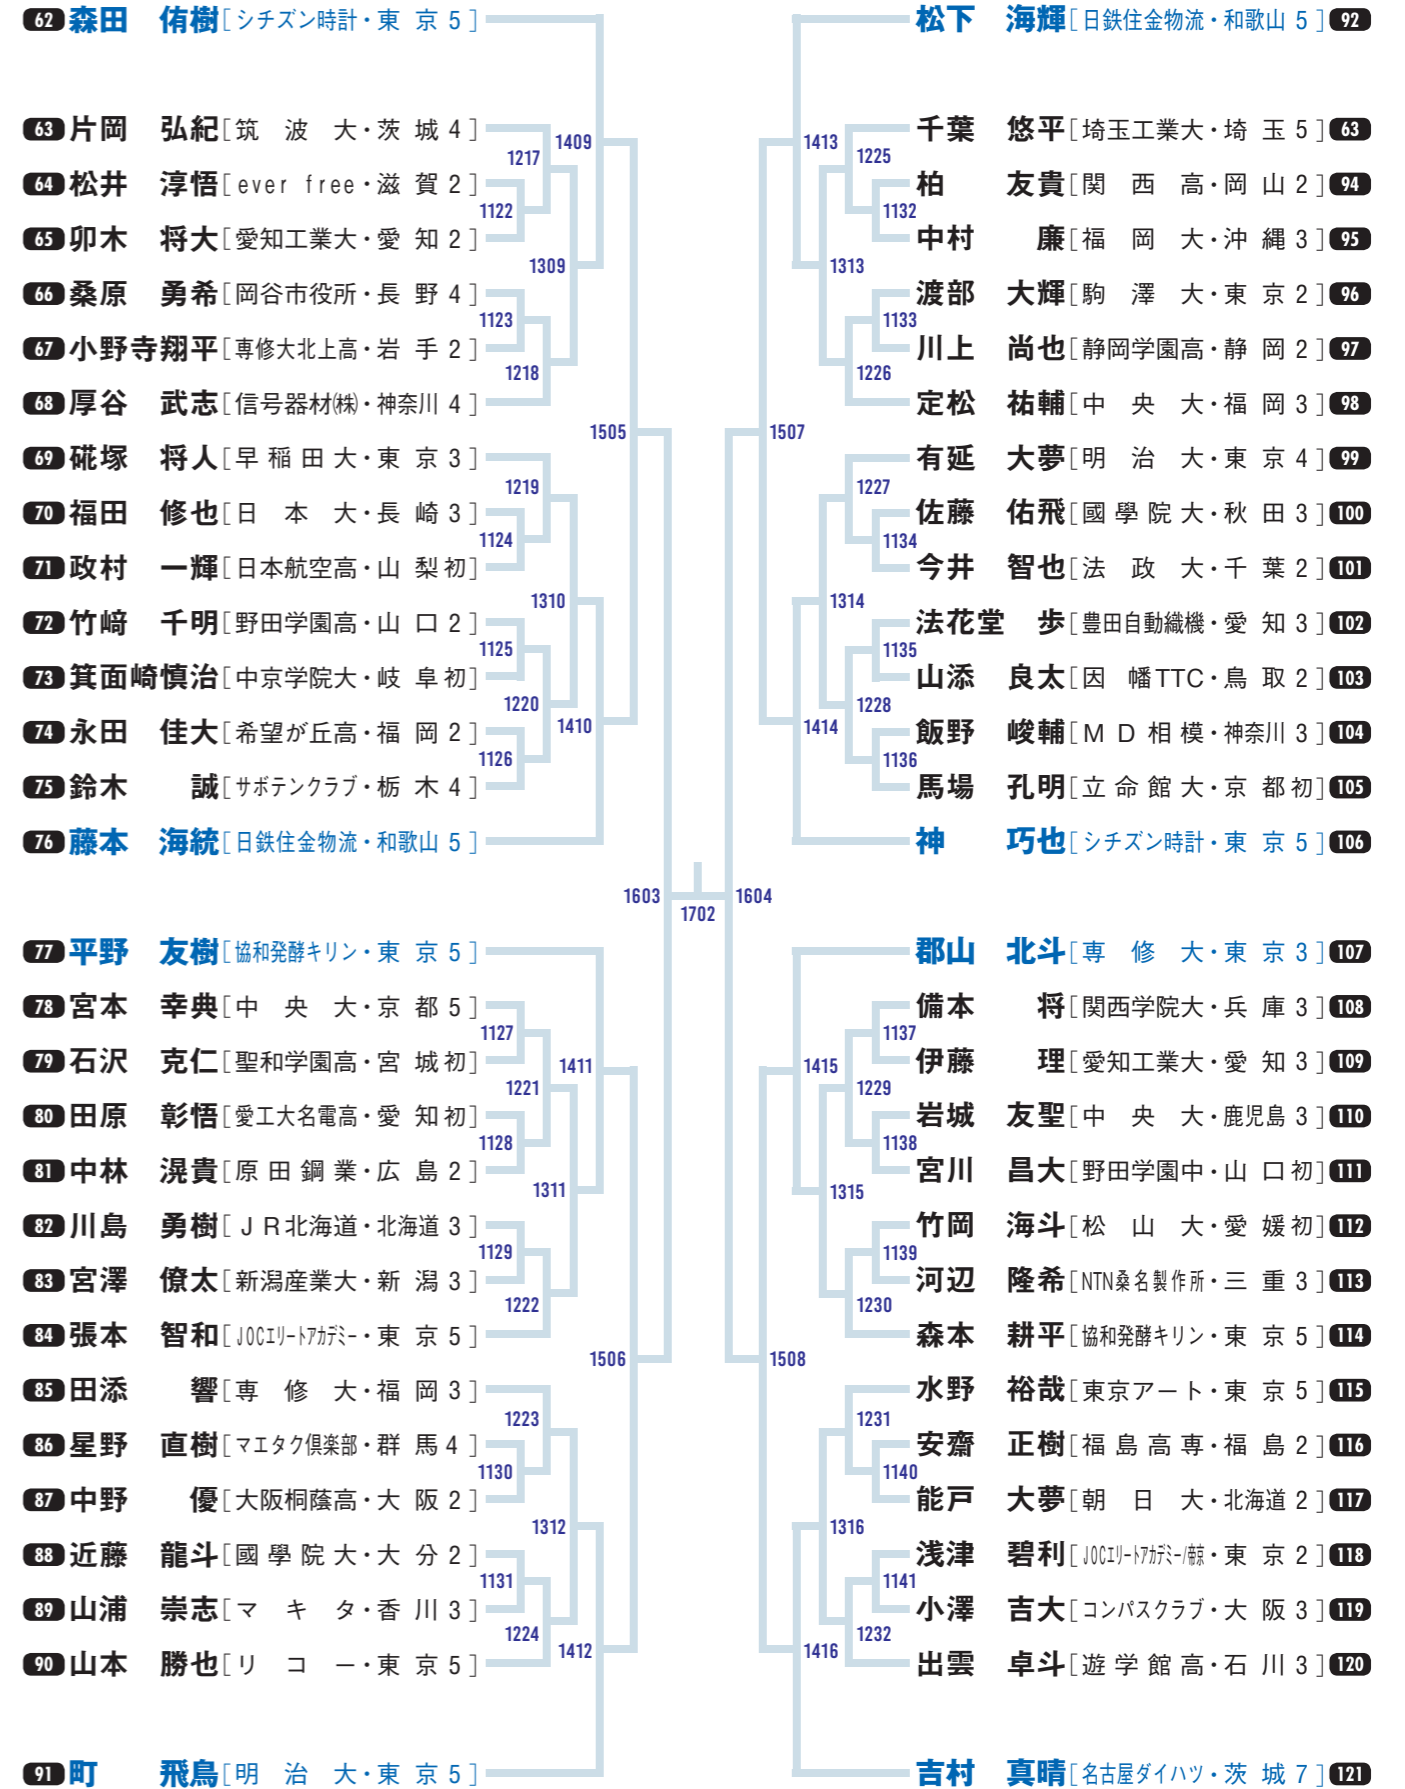 62 森田 侑樹[シチズン時計・東 京 5]
63 片岡 弘紀[筑 波 大・茨 城 4]
64 松井 淳悟[ever free・滋 賀 2]
65 卯木 将大[愛知工業大・愛 知 2]
66 桑原 勇希[岡谷市役所・長 野 4]
67 小野寺翔平[専修大北上高・岩 手 2]
68 厚谷 武志[信号器材㈱・神奈川 4]
69 硴塚 将人[早稲田大・東 京 3]
70 福田 修也[日 本 大・長 崎 3]
71 政村 一輝[日本航空高・山 梨 初]
72 竹﨑 千明[野田学園高・山 口 2]
73 箕面崎慎治[中京学院大・岐 阜 初]
74 永田 佳大[希望が丘高・福 岡 2]
75 鈴木 誠[サボテンクラブ・栃 木 4]
76 藤本 海統[日鉄住金物流・和歌山 5]
77 平野 友樹[協和発酵キリン・東 京 5]
78 宮本 幸典[中 央 大・京 都 5]
79 石沢 克仁[聖和学園高・宮 城 初]
80 田原 彰悟[愛工大名電高・愛 知 初]
81 中林 滉貴[原田鋼業・広 島 2]
82 川島 勇樹[JR北海道・北海道 3]
83 宮澤 僚太[新潟産業大・新 潟 3]
84 張本 智和[JOCエリートアカデミー・東 京 5]
85 田添 響[専 修 大・福 岡 3]
86 星野 直樹[マエタク倶楽部・群 馬 4]
87 中野 優[大阪桐蔭高・大 阪 2]
88 近藤 龍斗[國學院大・大 分 2]
89 山浦 崇志[マ キ タ・香 川 3]
90 山本 勝也[リ コ ー・東 京 5]
91 町 飛鳥[明 治 大・東 京 5]
1409
1217
1122
1309
1123
1218
1505
1219
1124
1310
1125
1220
1410
1126
1603
1702
1604
1127
1411
1221
1128
1311
1129
1222
1506
1223
1130
1312
1131
1224
1412
1413
1225
1132
1313
1133
1226
1507
1227
1134
1314
1135
1228
1414
1136
1137
1415
1229
1138
1315
1139
1230
1508
1231
1140
1316
1141
1232
1416
松下 海輝[日鉄住金物流・和歌山 5] 92
千葉 悠平[埼玉工業大・埼 玉 5] 63
柏 友貴[関 西 高・岡 山 2] 94
中村 廉[福 岡 大・沖 縄 3] 95
渡部 大輝[駒 澤 大・東 京 2] 96
川上 尚也[静岡学園高・静 岡 2] 97
定松 祐輔[中 央 大・福 岡 3] 98
有延 大夢[明 治 大・東 京 4] 99
佐藤 佑飛[國學院大・秋 田 3] 100
今井 智也[法 政 大・千 葉 2] 101
法花堂 歩[豊田自動織機・愛 知 3] 102
山添 良太[因 幡TTC・鳥 取 2] 103
飯野 峻輔[MD相模・神奈川 3] 104
馬場 孔明[立命館大・京 都 初] 105
神 巧也[シチズン時計・東 京 5] 106
郡山 北斗[専 修 大・東 京 3] 107
備本 将[関西学院大・兵 庫 3] 108
伊藤 理[愛知工業大・愛 知 3] 109
岩城 友聖[中 央 大・鹿児島 3] 110
宮川 昌大[野田学園中・山 口 初] 111
竹岡 海斗[松 山 大・愛 媛 初] 112
河辺 隆希[NTN桑名製作所・三 重 3] 113
森本 耕平[協和発酵キリン・東 京 5] 114
水野 裕哉[東京アート・東 京 5] 115
安齋 正樹[福島高専・福 島 2] 116
能戸 大夢[朝 日 大・北海道 2] 117
浅津 碧利[JOCエリートアカデミー/帝京・東 京 2] 118
小澤 吉大[コンパスクラブ・大 阪 3] 119
出雲 卓斗[遊学館高・石 川 3] 120
吉村 真晴[名古屋ダイハツ・茨 城 7] 121